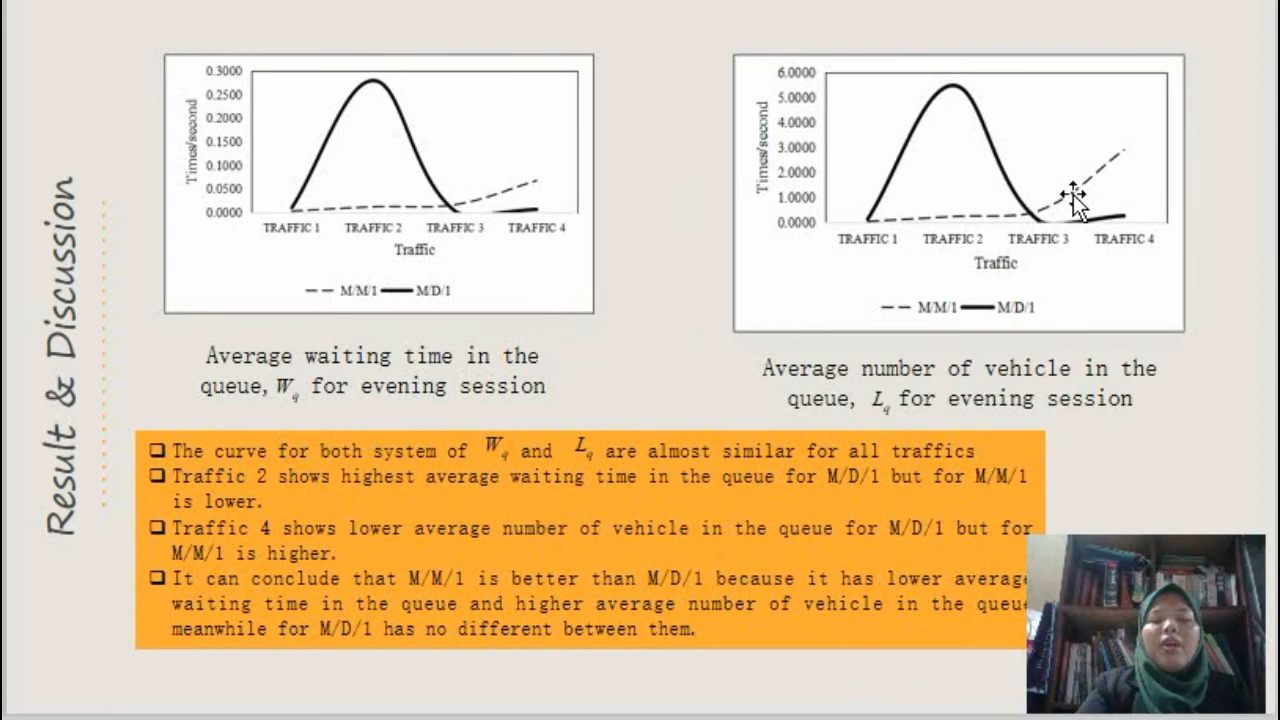 Result & Discussion
0.3000
0.2500
0.2000
0.1500
0.1000
0.0500
0.0000
Times/second
TRAFFIC 1 TRAFFIC 2 TRAFFIC 3 TRAFFIC 4
Traffic
M/M/1 M/D/1
Average waiting time in the
queue, Wq for evening session
6.0000
5.0000
4.0000
3.0000
2.0000
1.0000
0.0000
Times/second
TRAFFIC 1 TRAFFIC 2 TRAFFIC 3 TRAFFIC 4
Traffic
M/M/1 M/D/1
Average number of vehicle in the
queue, Lq for evening session
❑ The curve for both system of Wq and Lq are almost similar for all traffics
❑ Traffic 2 shows highest average waiting time in the queue for M/D/1 but for M/M/1
is lower.
❑ Traffic 4 shows lower average number of vehicle in the queue for M/D/1 but for
M/M/1 is higher.
❑ It can conclude that M/M/1 is better than M/D/1 because it has lower average
waiting time in the queue and higher average number of vehicle in the queue
meanwhile for M/D/1 has no different between them.